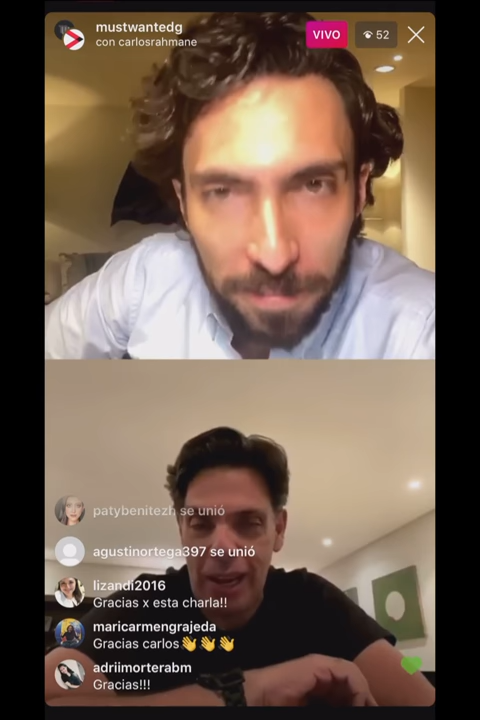 mustwantedg
con carlosrahmane
VIVO
52
patybenitezh se unió
agustinortega397 se unió
lizandi2016
Gracias x esta charla!!
maricarmengrajeda
Gracias carlos👋👋👋
adriimorterabm
Gracias!!!